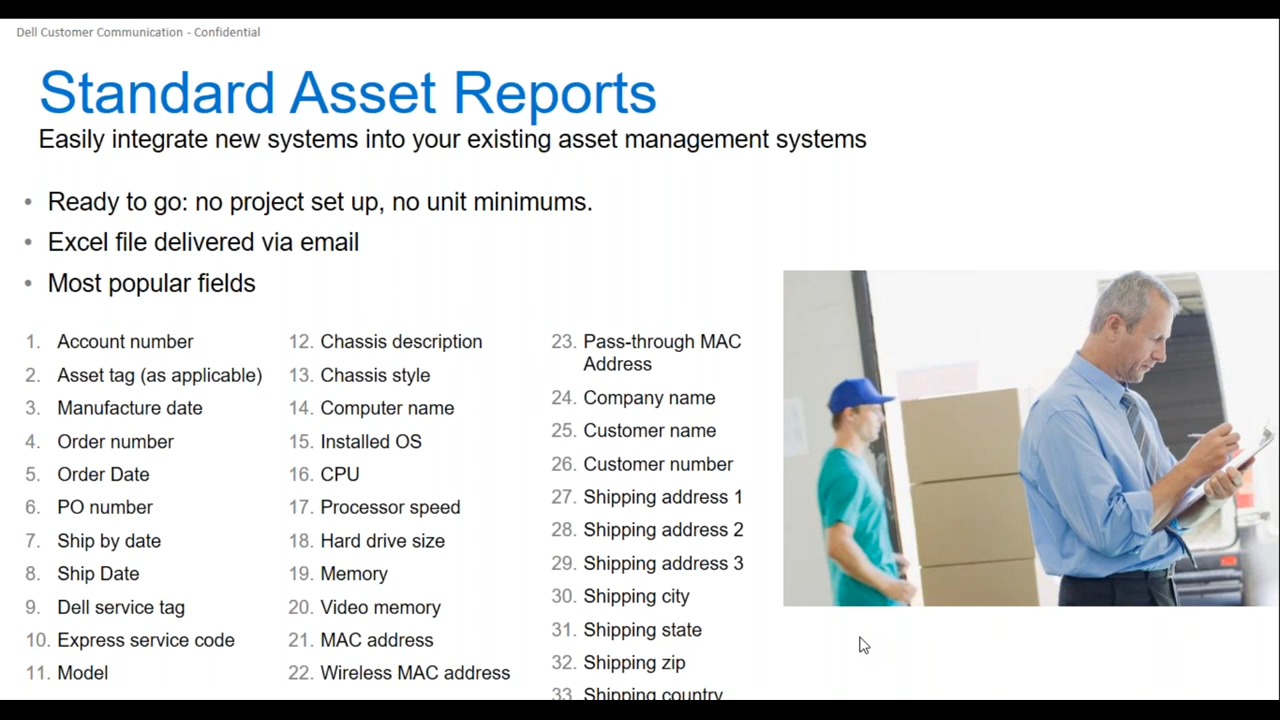 Dell Customer Communication - Confidential
Standard Asset Reports
Easily integrate new systems into your existing asset management systems
• Ready to go: no project set up, no unit minimums.
• Excel file delivered via email
• Most popular fields
1. Account number
2. Asset tag (as applicable)
3. Manufacture date
4. Order number
5. Order Date
6. PO number
7. Ship by date
8. Ship Date
9. Dell service tag
10. Express service code
11. Model
12. Chassis description
13. Chassis style
14. Computer name
15. Installed OS
16. CPU
17. Processor speed
18. Hard drive size
19. Memory
20. Video memory
21. MAC address
22. Wireless MAC address
23. Pass-through MAC
Address
24. Company name
25. Customer name
26. Customer number
27. Shipping address 1
28. Shipping address 2
29. Shipping address 3
30. Shipping city
31. Shipping state
32. Shipping zip
33. Shipping country